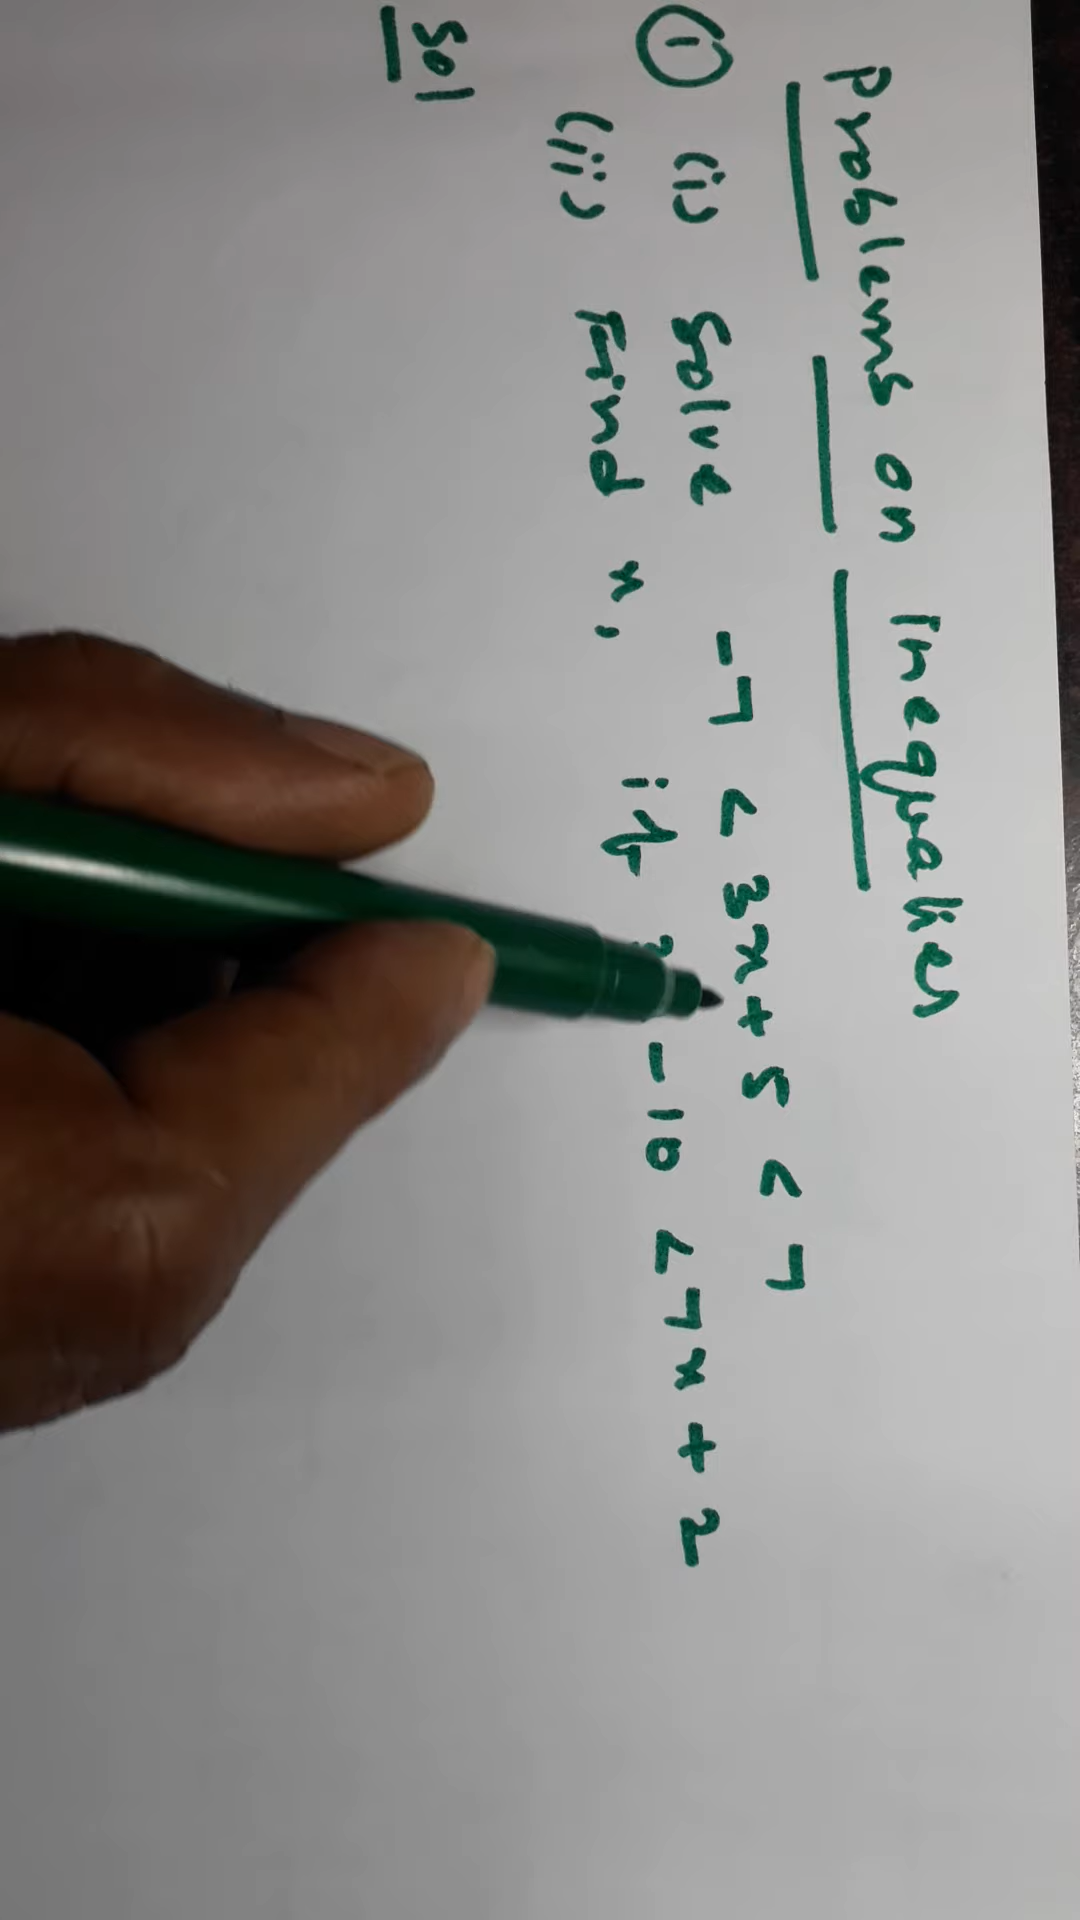 Problems on Inequalities
① (i) Solve -7 < 3x + 5 < 7
(ii) Find x, if - 10 < 7x + 2
Sol